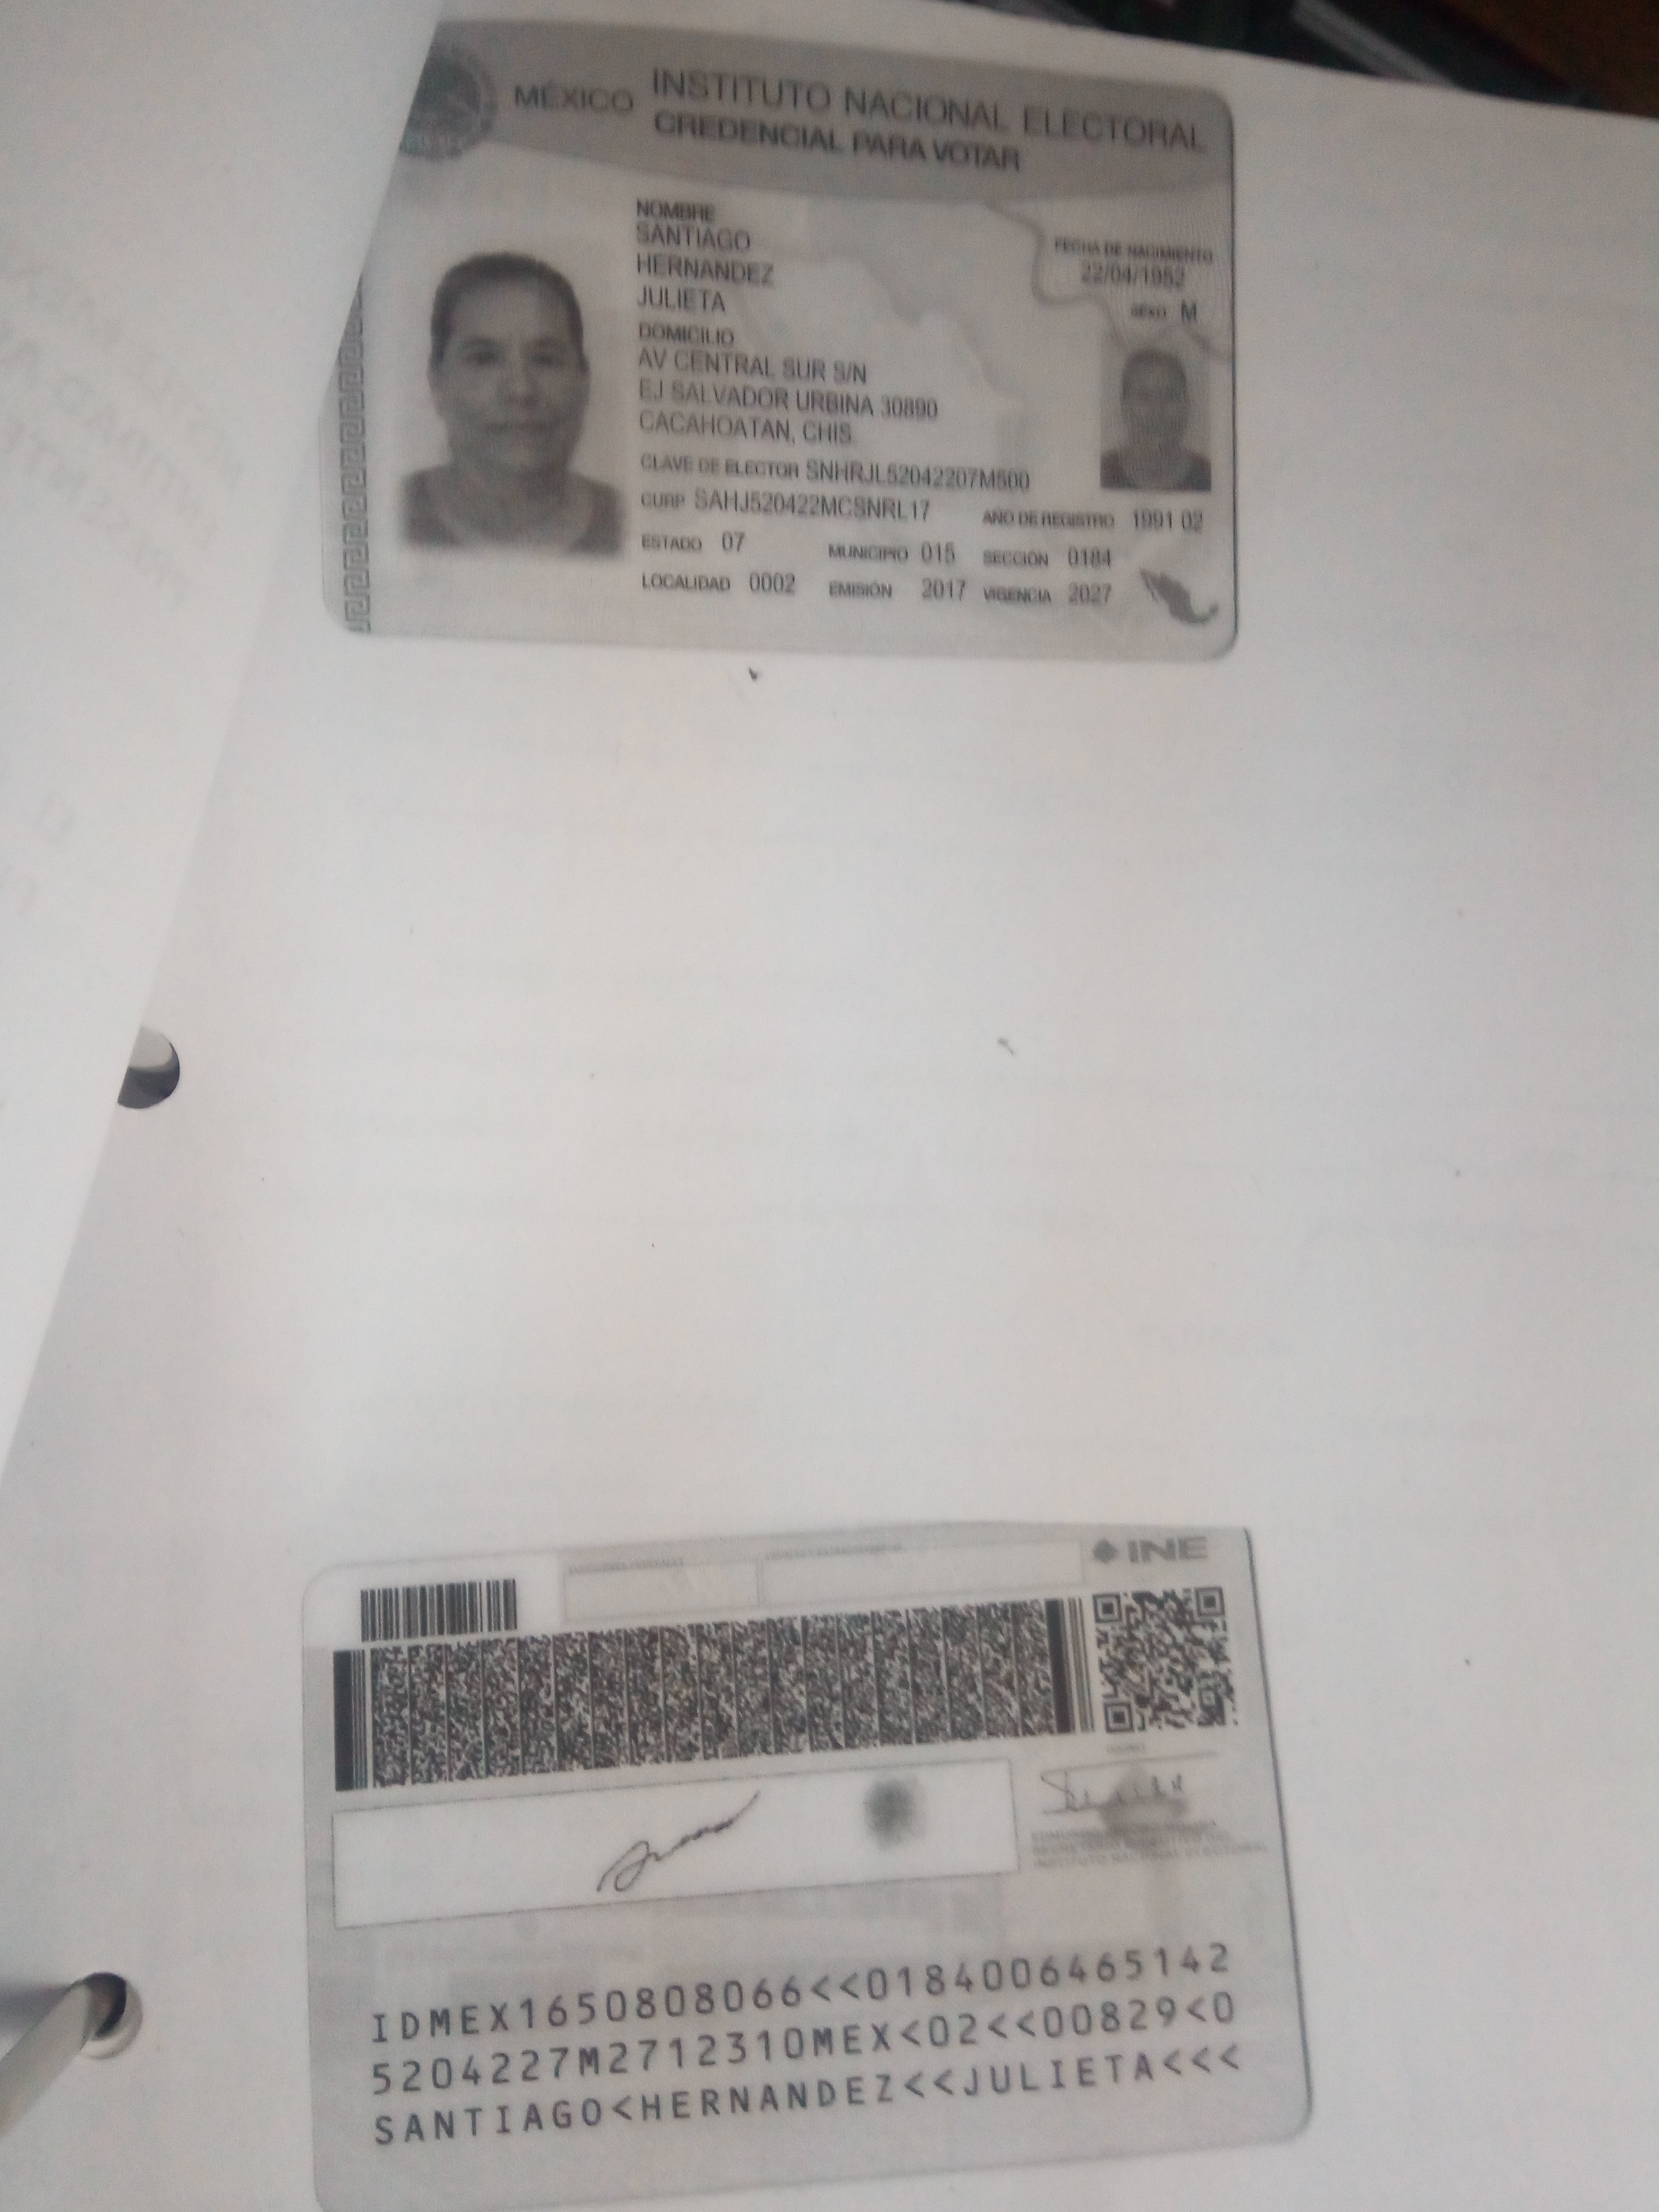 MÉXICO INSTITUTO NACIONAL ELECTORAL
CREDENCIAL PARA VOTAR
NOMBRE
SANTIAGO
HERNANDEZ
JULIETA
FECHA DE NACIMIENTO
22/04/1952
SEXO M
DOMICILIO
AV CENTRAL SUR S/N
EJ SALVADOR URBINA 30890
CACAHOATAN, CHIS.
CLAVE DE ELECTOR SNHRJL52042207M500
CURP SAHJ520422MCSNRL17 AÑO DE REGISTRO 1991 02
ESTADO 07 MUNICIPIO 015 SECCIÓN 0184
LOCALIDAD 0002 EMISIÓN 2017 VIGENCIA 2027
INE
INSTITUTO NACIONAL ELECTORAL
IDMEX1650808066<<0184006465142
5204227M2712310MEX<02<<00829<0
SANTIAGO<HERNANDEZ<<JULIETA<<<